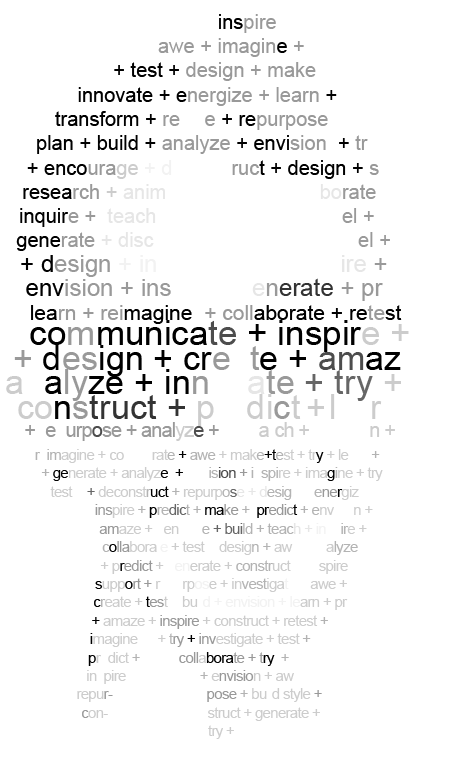 inspire
awe + imagine +
+ test + design + make
innovate + energize + learn +
transform + re e + repurpose
plan + build + analyze + envision + tr
+ encourage + d ruct + design + s
research + anim borate
inquire + teach el +
generate + disc el +
+ design + in ire +
envision + ins enerate + pr
learn + reimagine + collaborate + retest
communicate + inspire +
+ design + cre te + amaz
a alyze + inn ate + try +
construct + p dict + l r
+ e urpose + analyze + a ch + n +
r imagine + co rate + awe + make+test + try + le +
+ generate + analyze + ision + i spire + imagine + try
test + deconstruct + repurpose + desig energiz
inspire + predict + make + predict + env n +
amaze + en e + build + teach + in ire +
collabora e + test design + aw alyze
+ predict + enerate + construct spire
support + r rpose + investiga awe +
create + test bu d + envision + learn + pr
+ amaze + inspire + construct + retest +
imagine + try + investigate + test +
pr dict + collaborate + try +
in pire + envision + aw
repur- pose + bu d style +
con- struct + generate +
try +